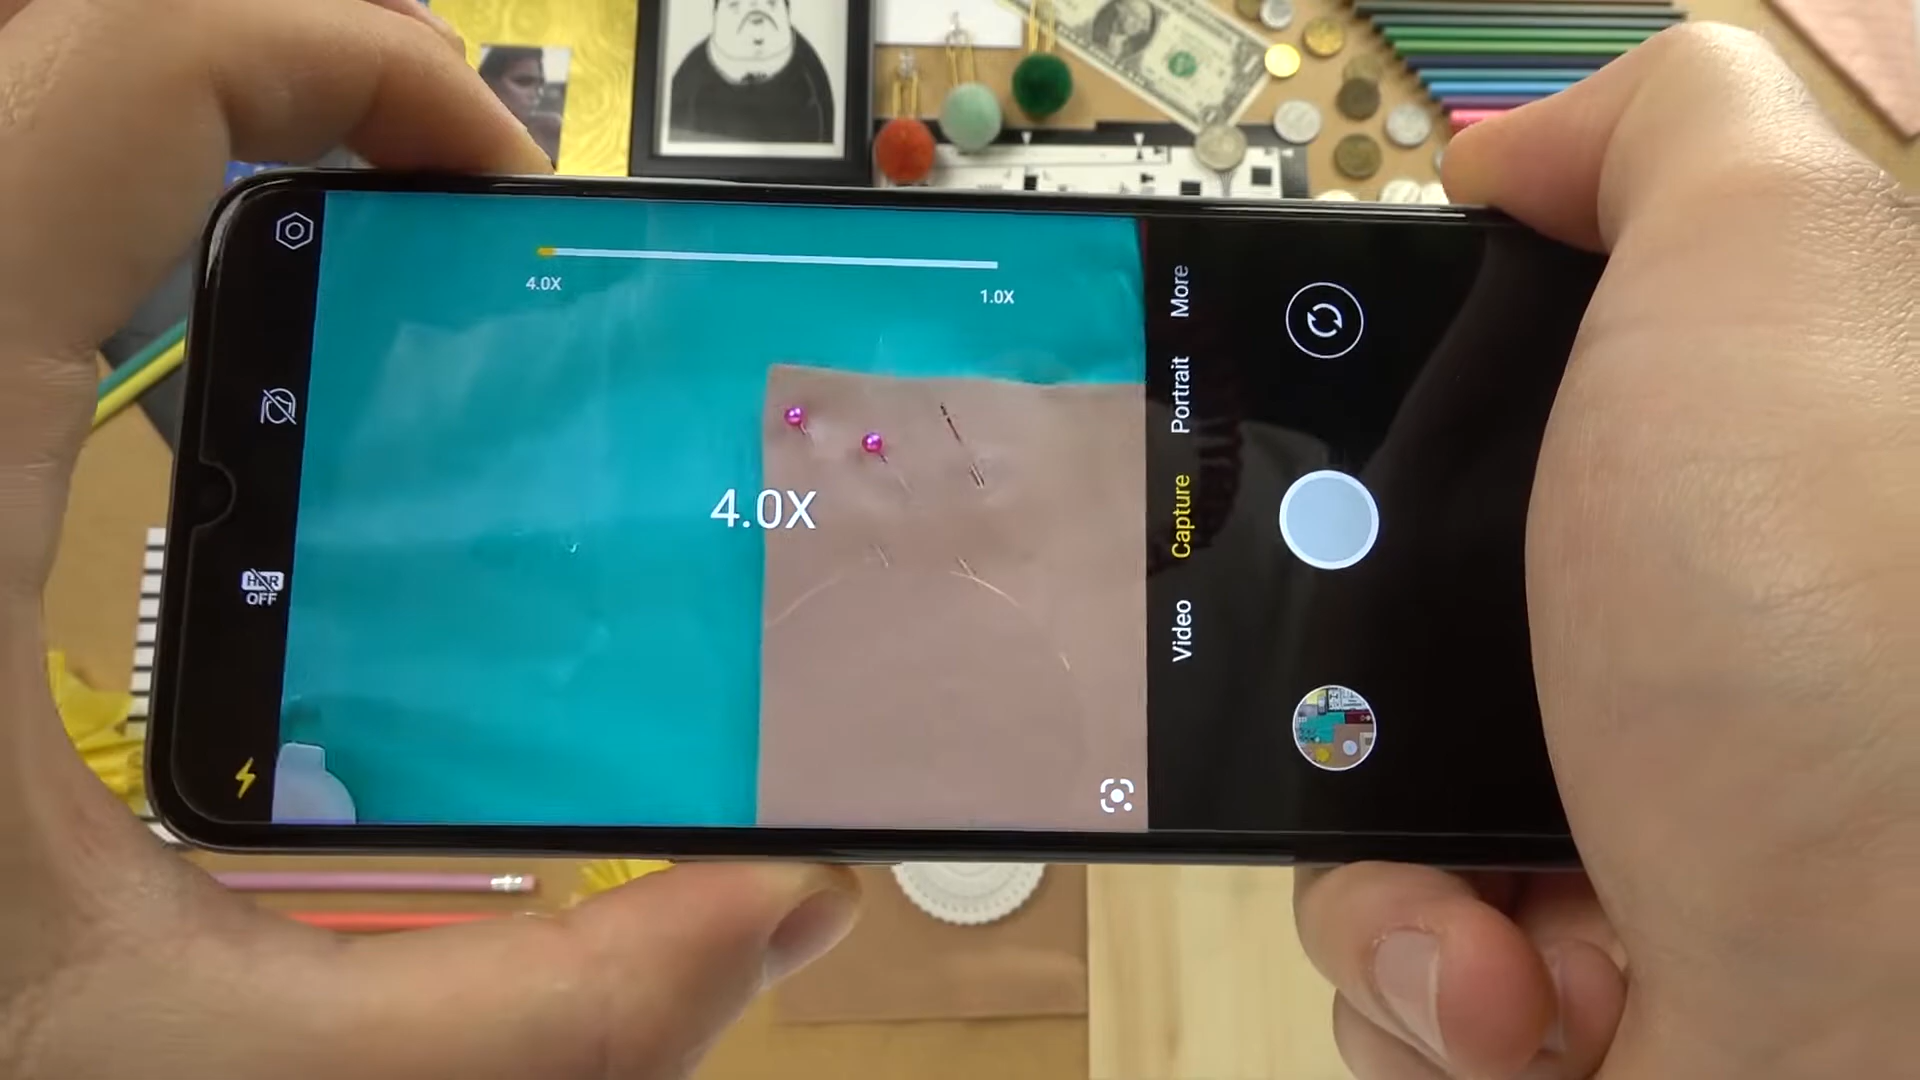 4.0X
1.0X
4.0X
More
Portrait
Capture
Video
HDR
OFF